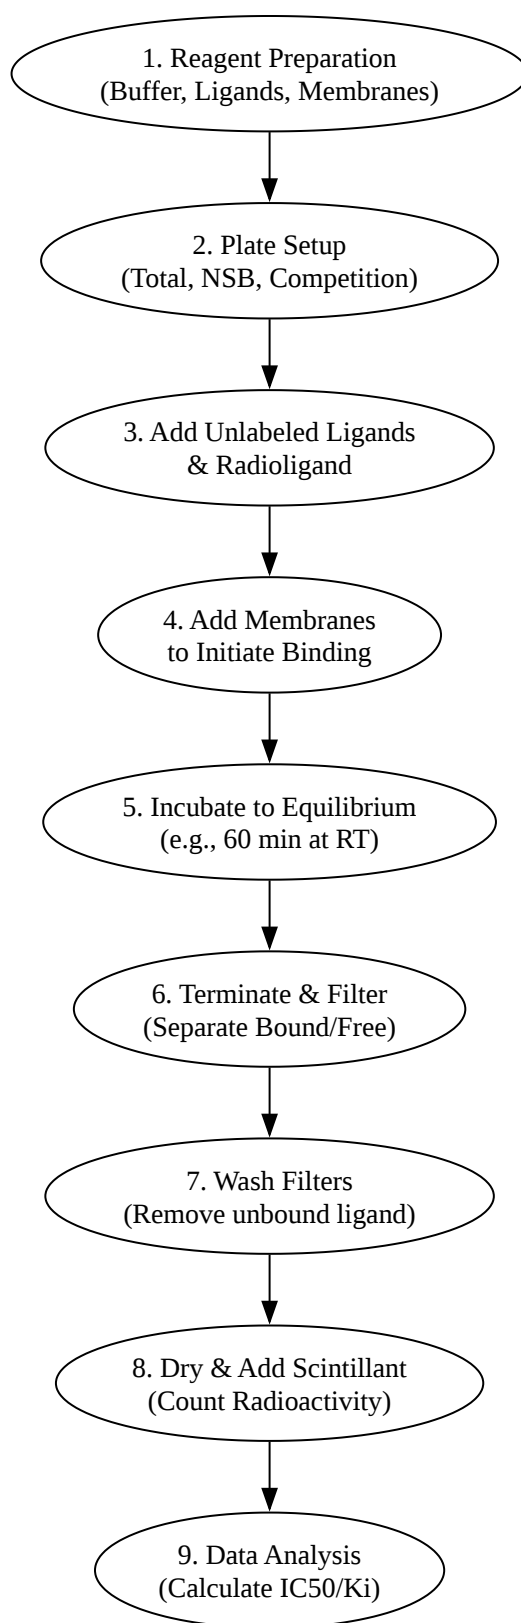 1. Reagent Preparation
(Buffer, Ligands, Membranes)
2. Plate Setup
(Total, NSB, Competition)
3. Add Unlabeled Ligands
& Radioligand
4. Add Membranes
to Initiate Binding
5. Incubate to Equilibrium
(e.g., 60 min at RT)
6. Terminate & Filter
(Separate Bound/Free)
7. Wash Filters
(Remove unbound ligand)
8. Dry & Add Scintillant
(Count Radioactivity)
9. Data Analysis
(Calculate IC50/Ki)